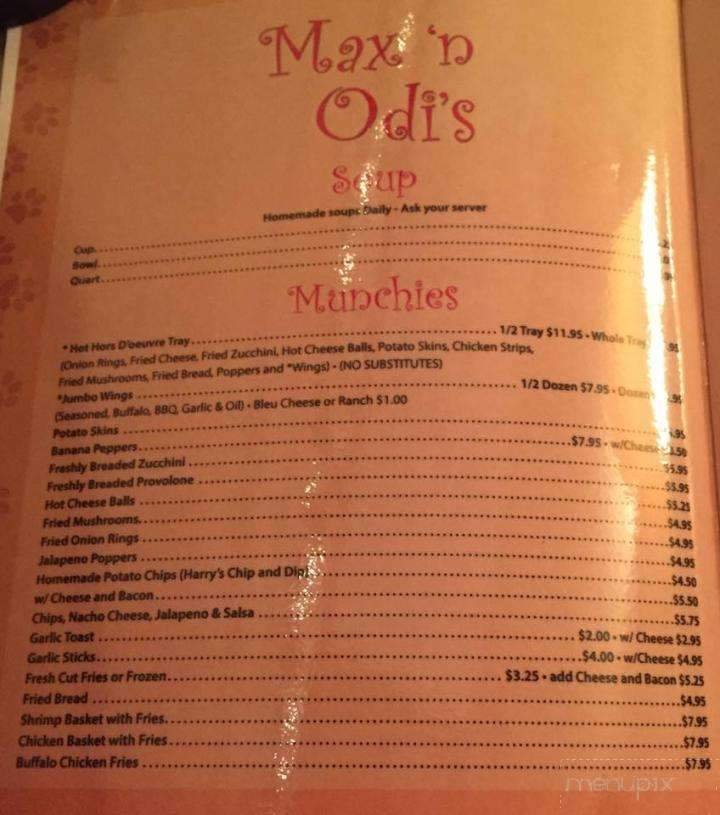 Max 'n
Odi's
Soup
Homemade soups Daily - Ask your server
Cup
Bowl
Quart
Munchies
* Hot Hors D'oeuvre Tray 1/2 Tray $11.95 • Whole Tray
(Onion Rings, Fried Cheese, Fried Zucchini, Hot Cheese Balls, Potato Skins, Chicken Strips,
Fried Mushrooms, Fried Bread, Poppers and *Wings) • (NO SUBSTITUTES)
*Jumbo Wings 1/2 Dozen $7.95 • Dozen
(Seasoned, Buffalo, BBQ, Garlic & Oil) • Bleu Cheese or Ranch $1.00
Potato Skins
Banana Peppers $7.95 • w/Cheese
Freshly Breaded Zucchini $5.95
Freshly Breaded Provolone $5.95
Hot Cheese Balls $5.25
Fried Mushrooms $4.95
Fried Onion Rings $4.95
Jalapeno Poppers $4.95
Homemade Potato Chips (Harry's Chip and Dip) $4.50
w/ Cheese and Bacon $5.50
Chips, Nacho Cheese, Jalapeno & Salsa $5.75
Garlic Toast $2.00 • w/ Cheese $2.95
Garlic Sticks $4.00 • w/Cheese $4.95
Fresh Cut Fries or Frozen $3.25 • add Cheese and Bacon $5.25
Fried Bread $4.95
Shrimp Basket with Fries $7.95
Chicken Basket with Fries $7.95
Buffalo Chicken Fries $7.95
menupix